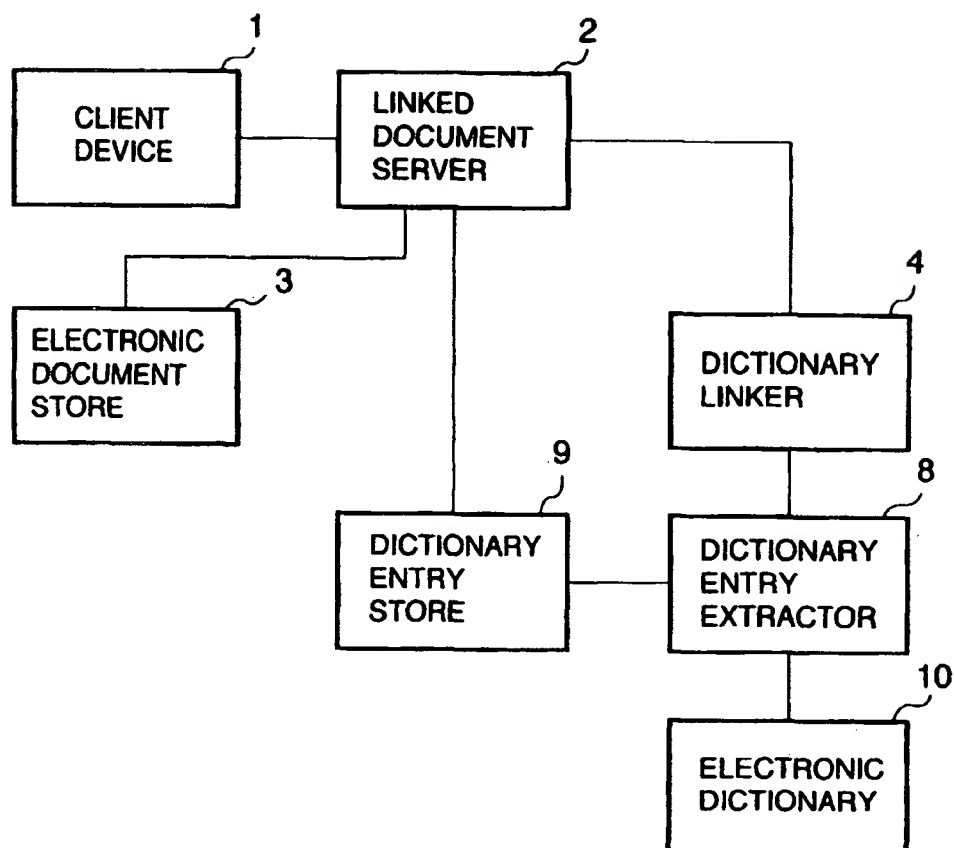 1
CLIENT
DEVICE
2
LINKED
DOCUMENT
SERVER
3
ELECTRONIC
DOCUMENT
STORE
4
DICTIONARY
LINKER
9
DICTIONARY
ENTRY
STORE
8
DICTIONARY
ENTRY
EXTRACTOR
10
ELECTRONIC
DICTIONARY